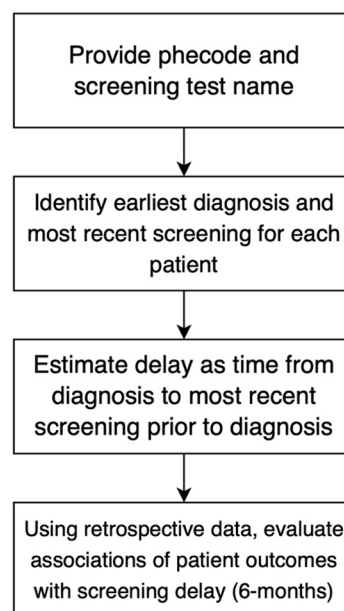 Provide phecode and
screening test name
Identify earliest diagnosis and
most recent screening for each
patient
Estimate delay as time from
diagnosis to most recent
screening prior to diagnosis
Using retrospective data, evaluate
associations of patient outcomes
with screening delay (6-months)